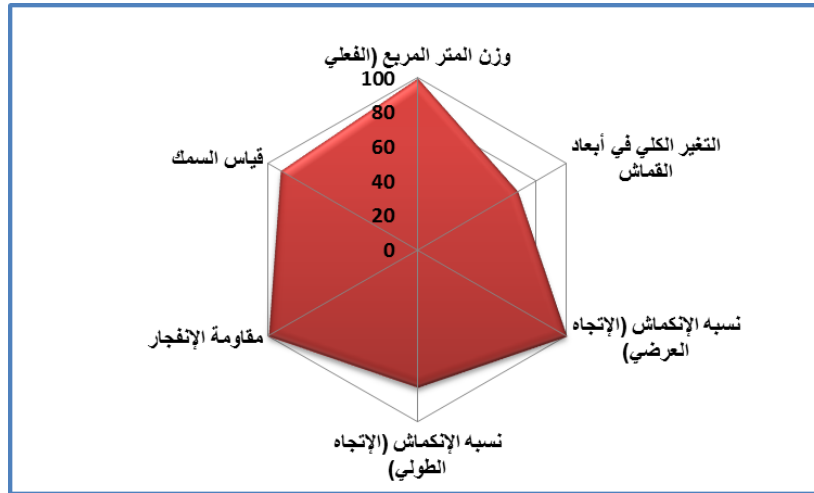 وزن المتر المربع (الفعلي
100
80
60
40
20
0
التغير الكلي في أبعاد
القماش
نسبه الإنكماش (الإتجاه
العرضي)
نسبه الإنكماش (الإتجاه
الطولي)
مقاومة الإنفجار
قياس السمك